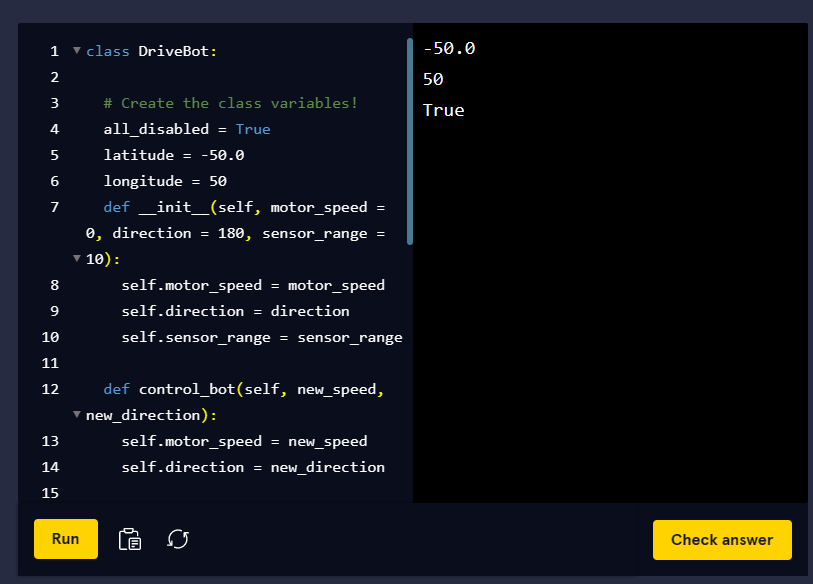 1 class DriveBot:
2
3 # Create the class variables!
4 all_disabled = True
5 latitude = -50.0
6 longitude = 50
7 def __init__(self, motor_speed =
0, direction = 180, sensor_range =
10):
8 self.motor_speed = motor_speed
9 self.direction = direction
10 self.sensor_range = sensor_range
11
12 def control_bot(self, new_speed,
new_direction):
13 self.motor_speed = new_speed
14 self.direction = new_direction
15
-50.0
50
True
Run
Check answer